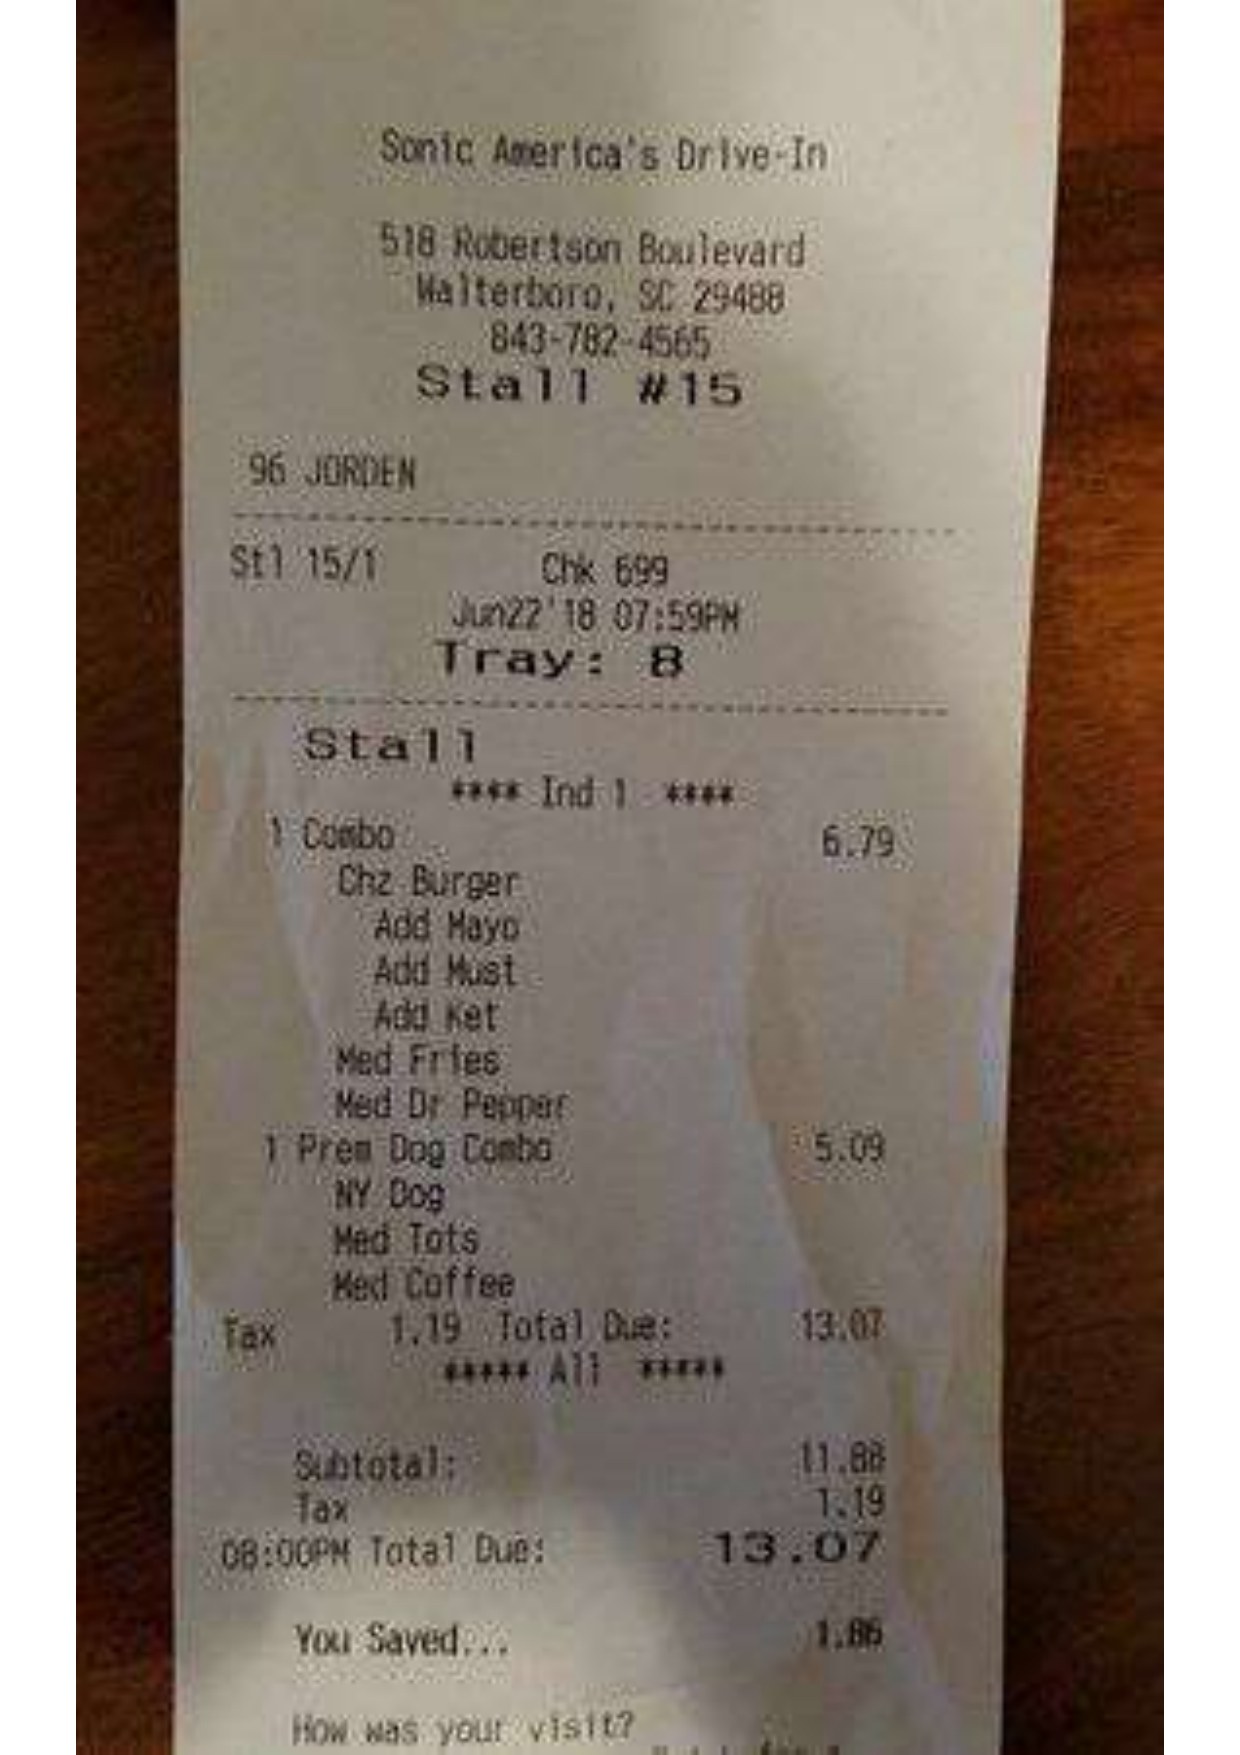 Sonic America's Drive-In
518 Robertson Boulevard
Walterboro, SC 29488
843-782-4565
Stall #15
96 JORDEN
Stl 15/1 Chk 699
Jun22'18 07:59PM
Tray: 8
Stall
**** Ind 1 ****
1 Combo 6.79
Chz Burger
Add Mayo
Add Must
Add Ket
Med Fries
Med Dr Pepper
1 Prem Dog Combo 5.09
NY Dog
Med Tots
Med Coffee
Tax 1.19 Total Due: 13.07
***** All *****
Subtotal: 11.88
Tax 1.19
08:00PM Total Due: 13.07
You Saved... 1.86
How was your visit?